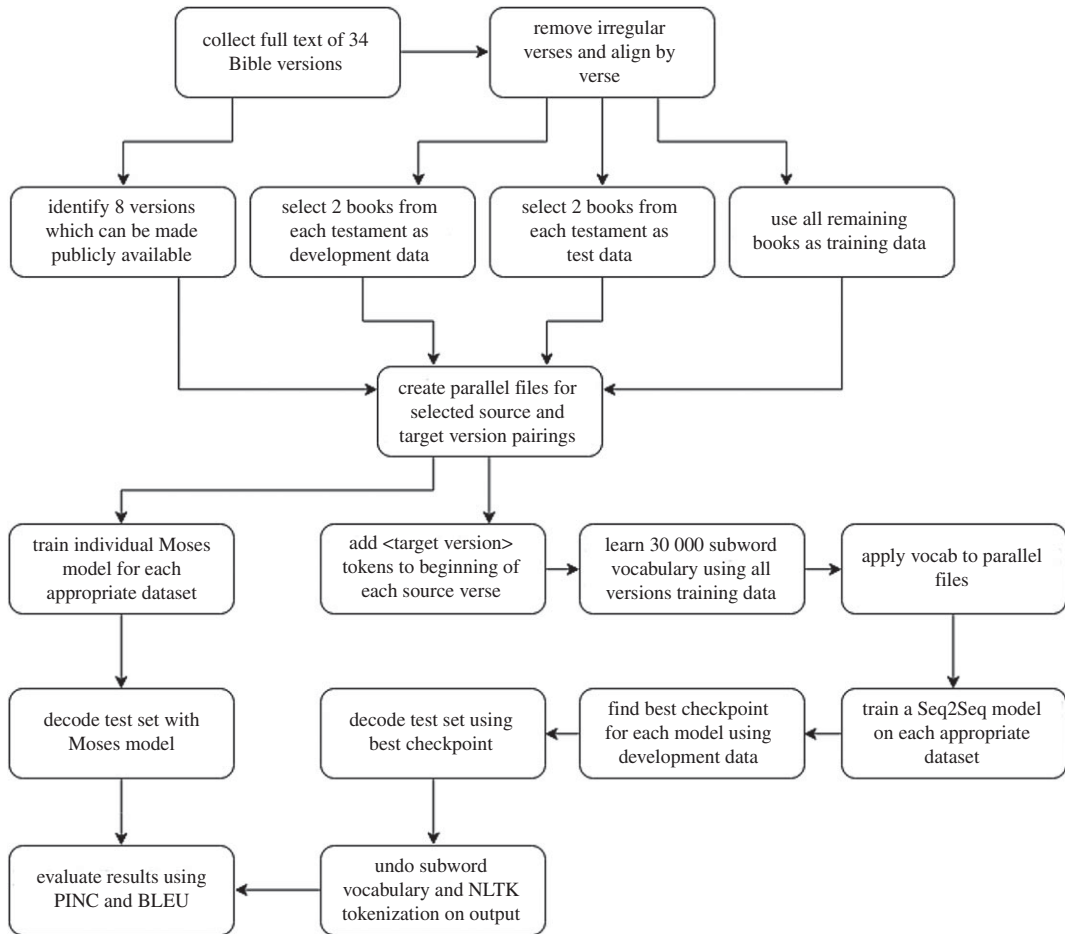 collect full text of 34
Bible versions
remove irregular
verses and align by
verse
identify 8 versions
which can be made
publicly available
select 2 books from
each testament as
development data
select 2 books from
each testament as
test data
use all remaining
books as training data
create parallel files for
selected source and
target version pairings
train individual Moses
model for each
appropriate dataset
add <target version>
tokens to beginning of
each source verse
learn 30 000 subword
vocabulary using all
versions training data
apply vocab to parallel
files
decode test set with
Moses model
decode test set using
best checkpoint
find best checkpoint
for each model using
development data
train a Seq2Seq model
on each appropriate
dataset
evaluate results using
PINC and BLEU
undo subword
vocabulary and NLTK
tokenization on output